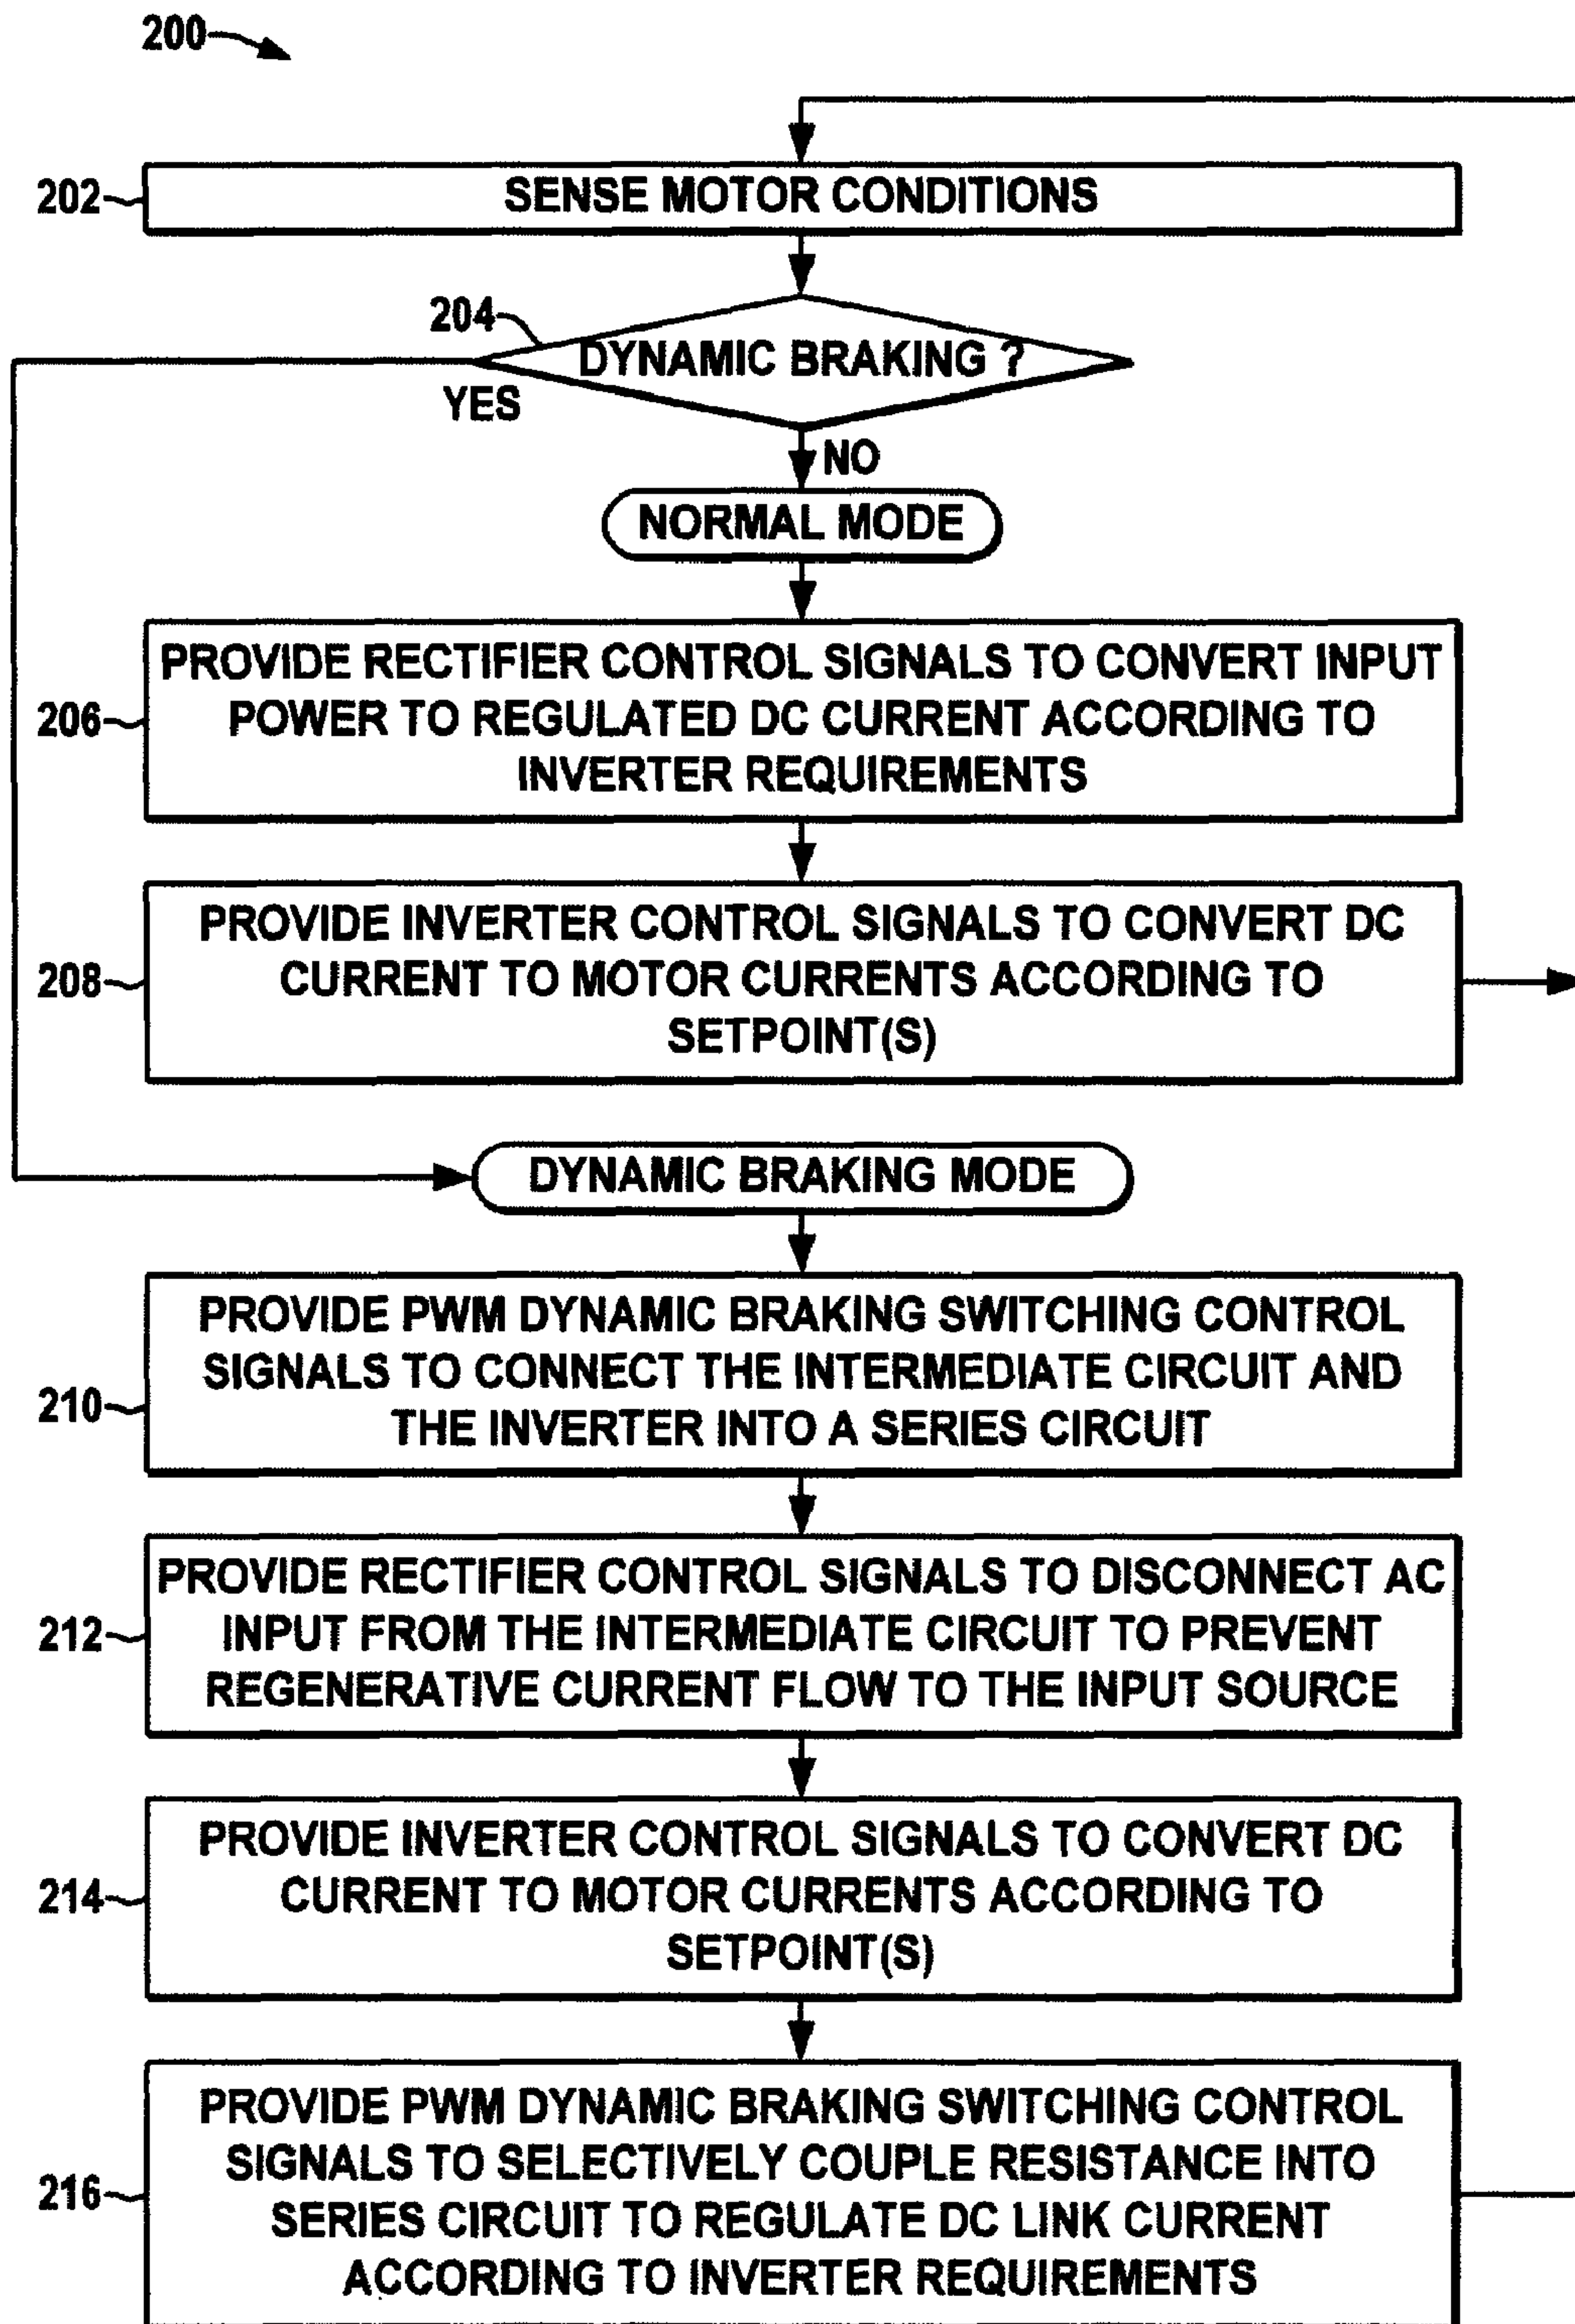 200
202
SENSE MOTOR CONDITIONS
204
DYNAMIC BRAKING ?
YES
NO
NORMAL MODE
PROVIDE RECTIFIER CONTROL SIGNALS TO CONVERT INPUT
206
POWER TO REGULATED DC CURRENT ACCORDING TO
INVERTER REQUIREMENTS
PROVIDE INVERTER CONTROL SIGNALS TO CONVERT DC
208
CURRENT TO MOTOR CURRENTS ACCORDING TO
SETPOINT(S)
DYNAMIC BRAKING MODE
PROVIDE PWM DYNAMIC BRAKING SWITCHING CONTROL
SIGNALS TO CONNECT THE INTERMEDIATE CIRCUIT AND
210
THE INVERTER INTO A SERIES CIRCUIT
PROVIDE RECTIFIER CONTROL SIGNALS TO DISCONNECT AC
212
INPUT FROM THE INTERMEDIATE CIRCUIT TO PREVENT
REGENERATIVE CURRENT FLOW TO THE INPUT SOURCE
PROVIDE INVERTER CONTROL SIGNALS TO CONVERT DC
214
CURRENT TO MOTOR CURRENTS ACCORDING TO
SETPOINT(S)
PROVIDE PWM DYNAMIC BRAKING SWITCHING CONTROL
SIGNALS TO SELECTIVELY COUPLE RESISTANCE INTO
216
SERIES CIRCUIT TO REGULATE DC LINK CURRENT
ACCORDING TO INVERTER REQUIREMENTS